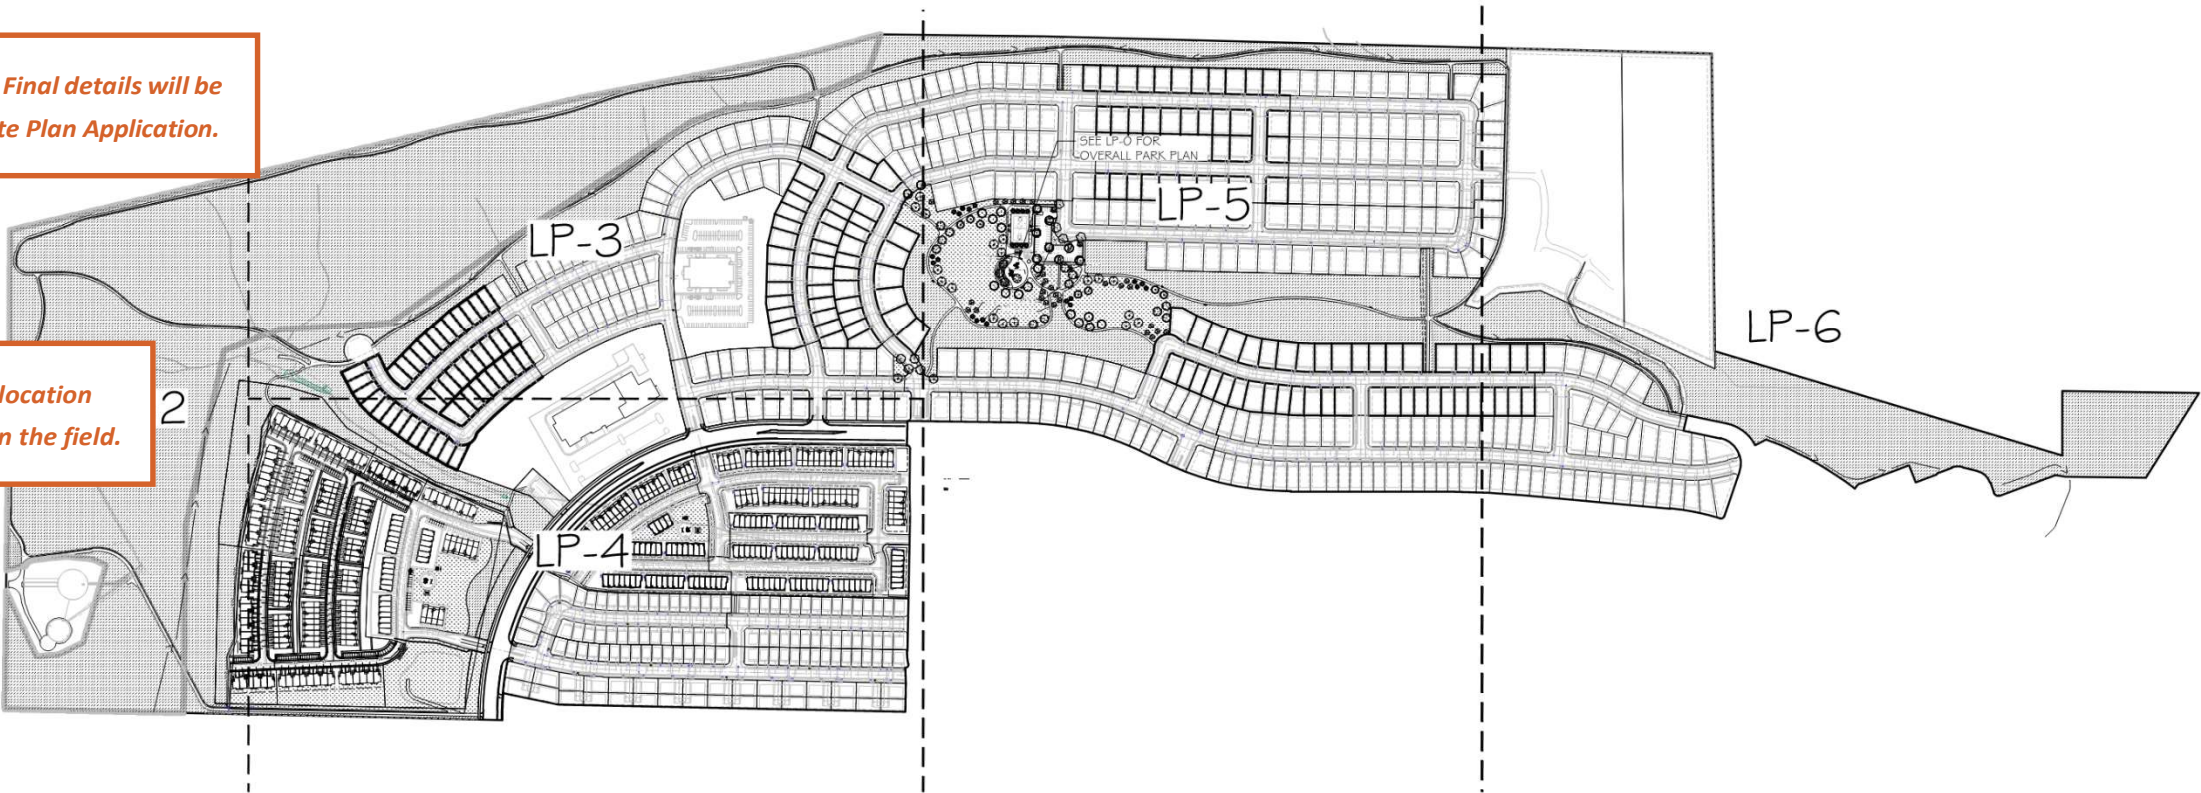 Final details will be
te Plan Application.
SEE LP-O FOR
OVERALL PARK PLAN
LP-5
LP-3
LP-6
location
n the field.
2
LP-4